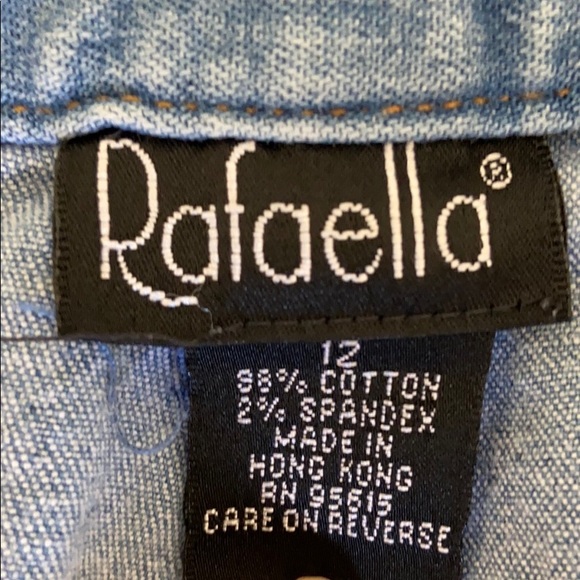 Rafaella®
12
98% COTTON
2% SPANDEX
MADE IN
HONG KONG
RN 95615
CARE ON REVERSE